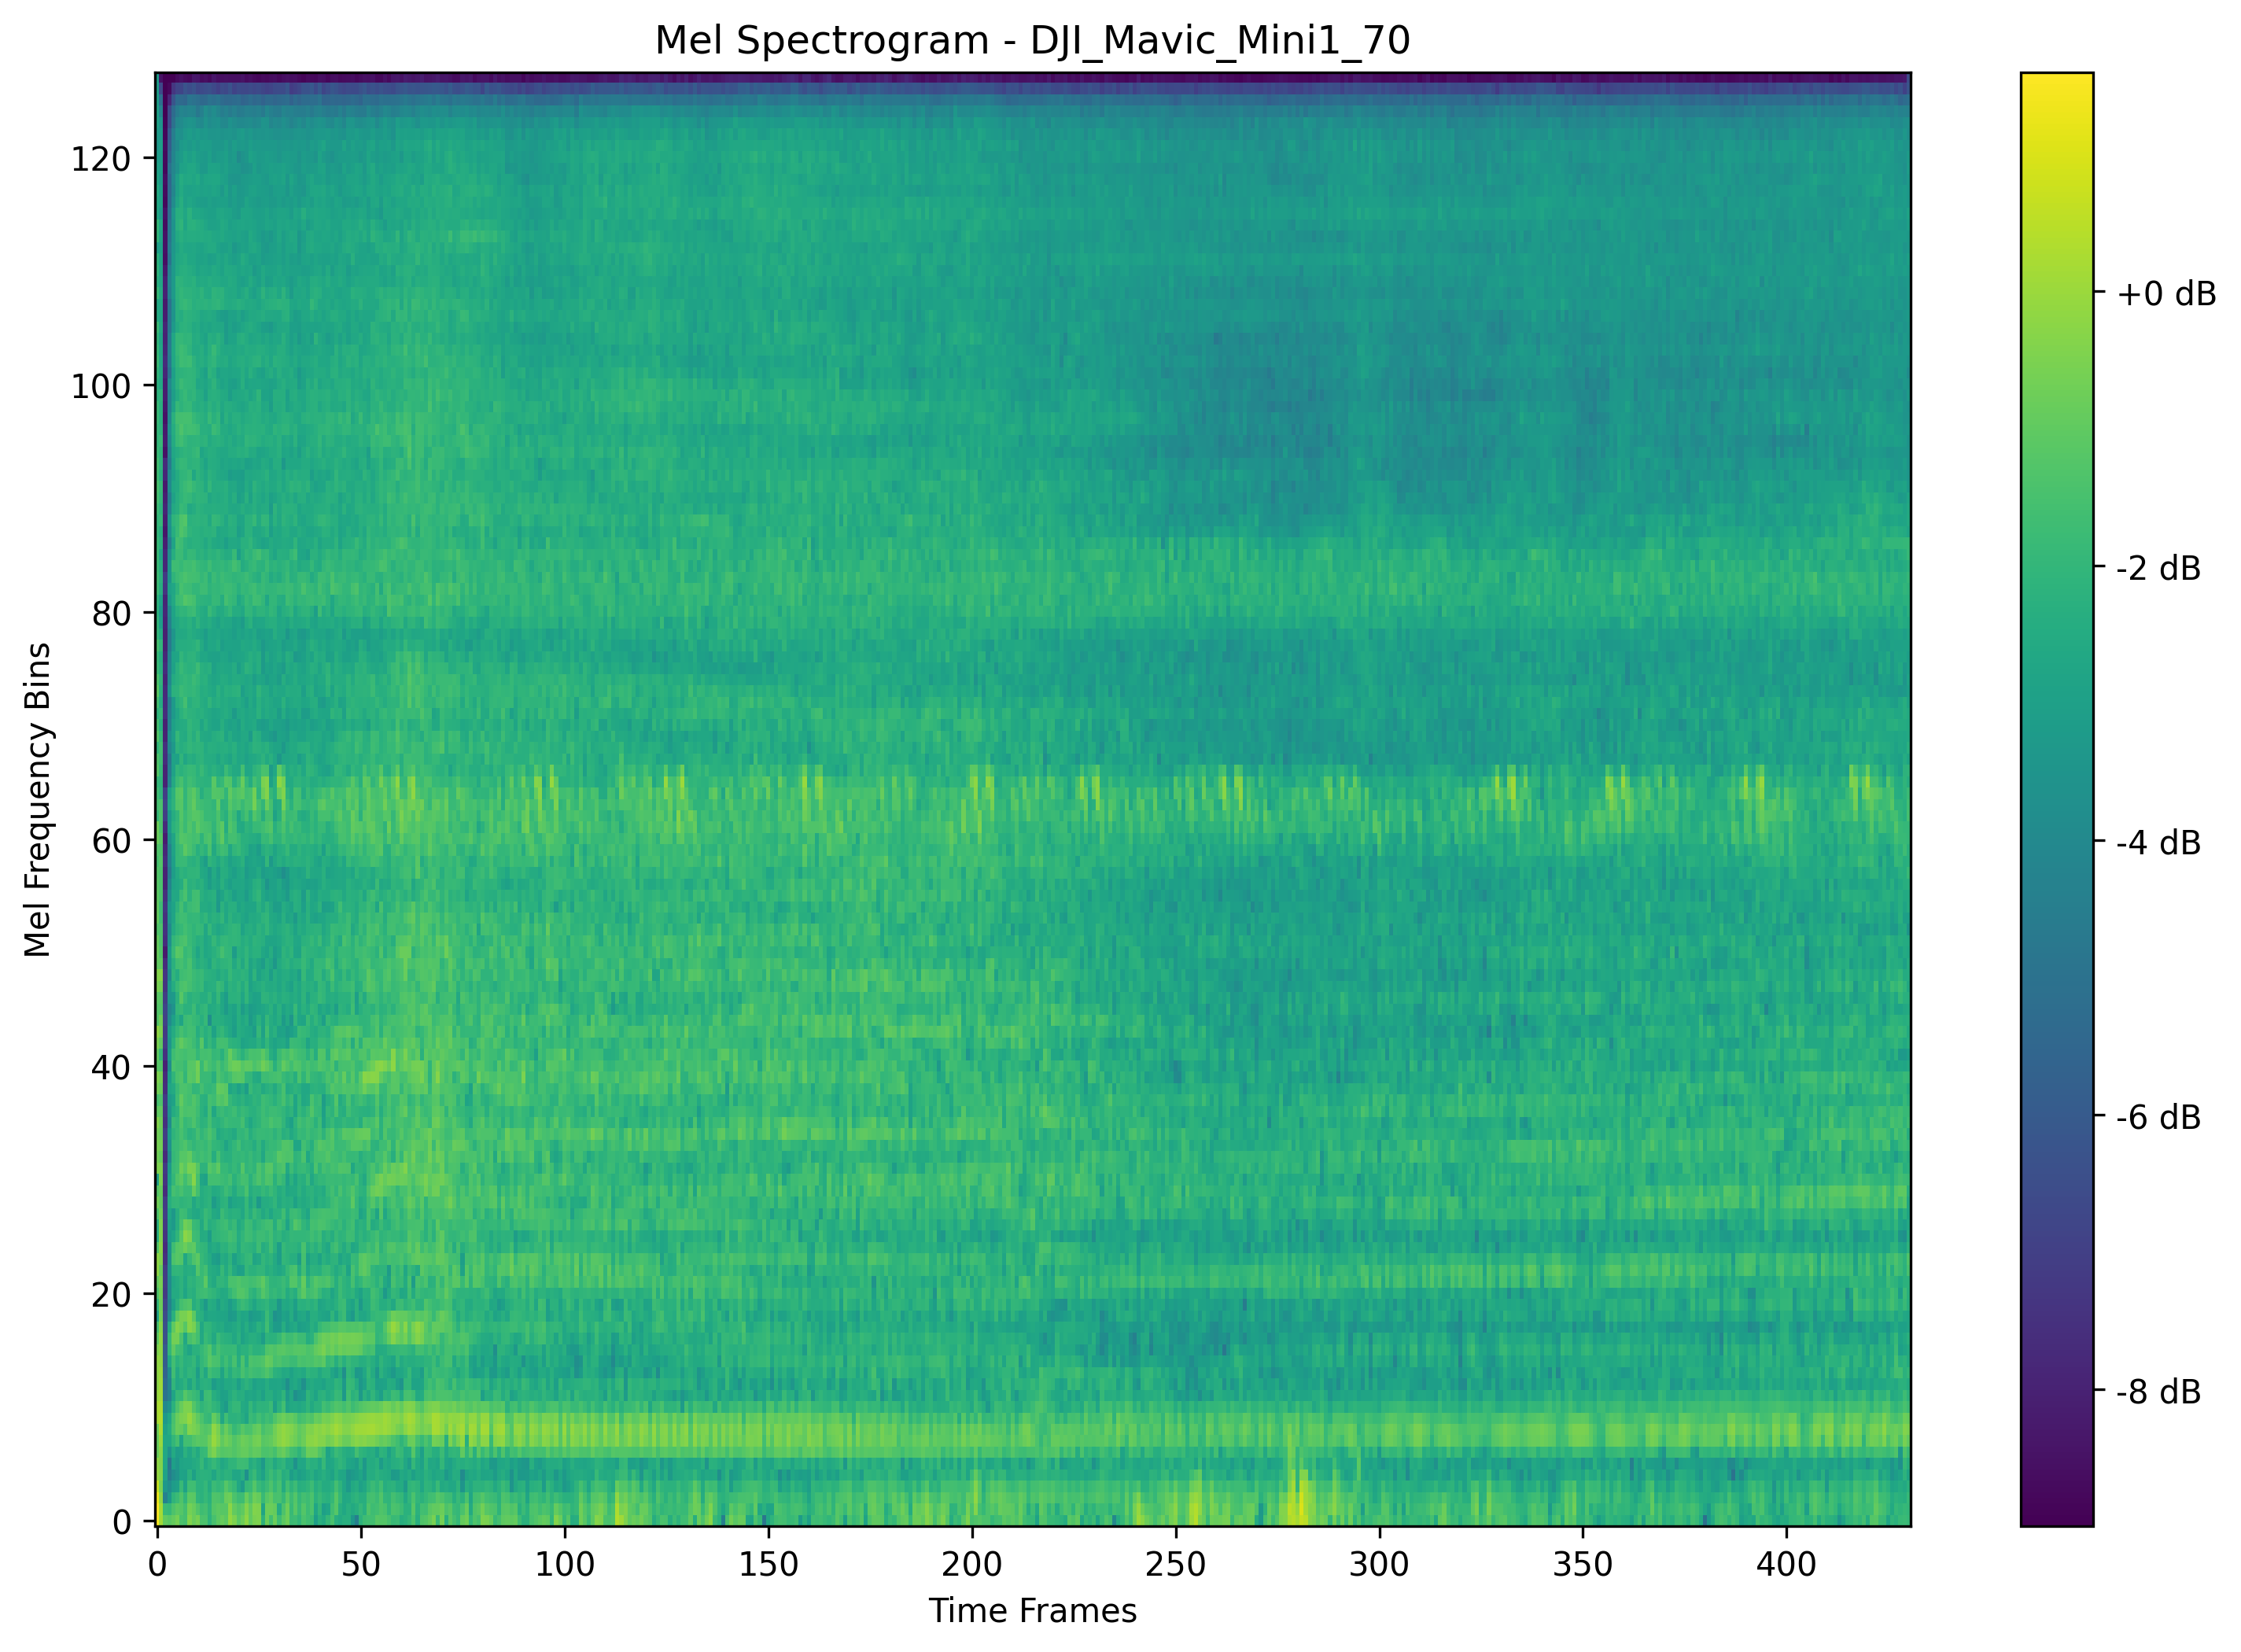 Mel Spectrogram - DJI_Mavic_Mini1_70
Mel Frequency Bins
120
100
80
60
40
20
0
0 50 100 150 200 250 300 350 400
Time Frames
+0 dB
-2 dB
-4 dB
-6 dB
-8 dB